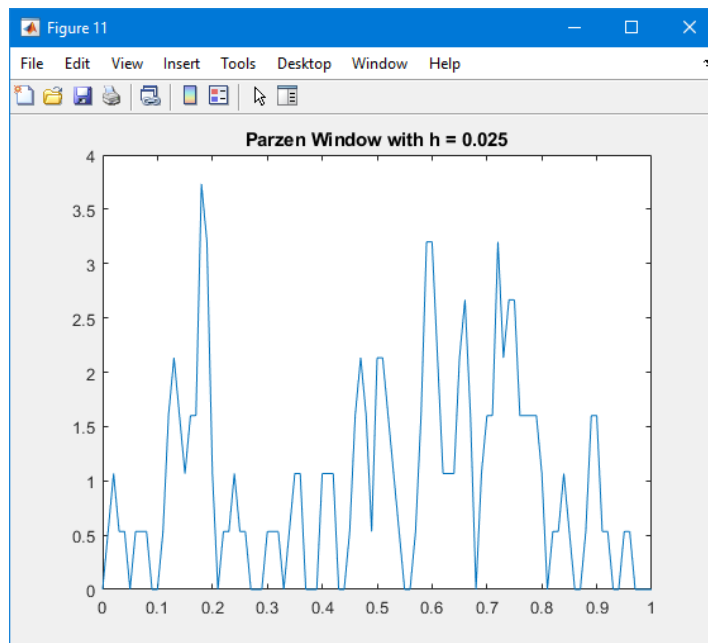 Figure 11
File Edit View Insert Tools Desktop Window Help
Parzen Window with h = 0.025
4
3.5
3
2.5
2
1.5
1
0.5
0
0 0.1 0.2 0.3 0.4 0.5 0.6 0.7 0.8 0.9 1